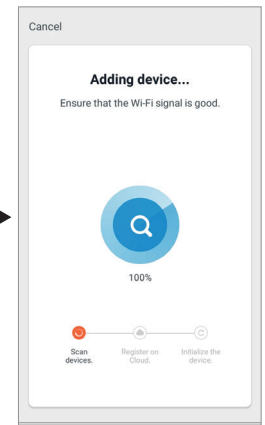 Cancel
Adding device...
Ensure that the Wi-Fi signal is good.
100%
Scan devices.
Register on Cloud.
Initialize the device.